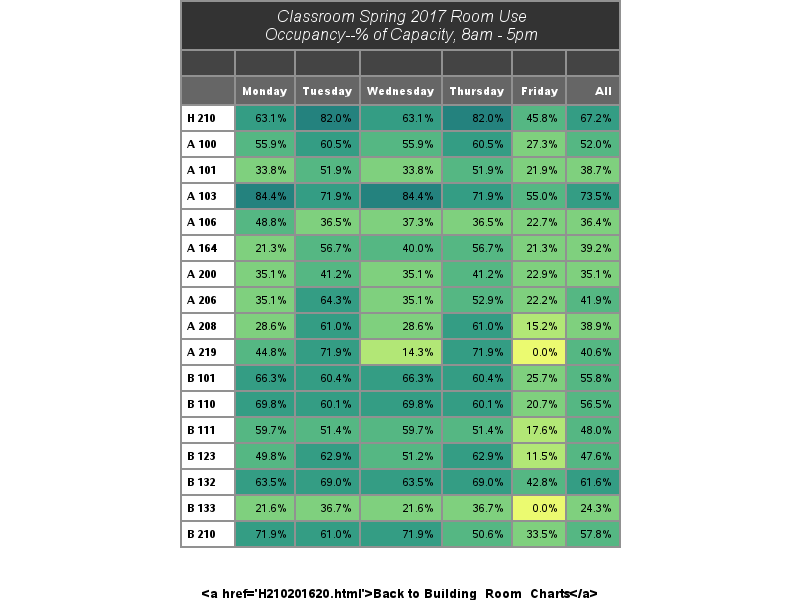 Classroom Spring 2017 Room Use
Occupancy--% of Capacity, 8am - 5pm
Monday Tuesday Wednesday Thursday Friday All
H 210 63.1% 82.0% 63.1% 82.0% 45.8% 67.2%
A 100 55.9% 60.5% 55.9% 60.5% 27.3% 52.0%
A 101 33.8% 51.9% 33.8% 51.9% 21.9% 38.7%
A 103 84.4% 71.9% 84.4% 71.9% 55.0% 73.5%
A 106 48.8% 36.5% 37.3% 36.5% 22.7% 36.4%
A 164 21.3% 56.7% 40.0% 56.7% 21.3% 39.2%
A 200 35.1% 41.2% 35.1% 41.2% 22.9% 35.1%
A 206 35.1% 64.3% 35.1% 52.9% 22.2% 41.9%
A 208 28.6% 61.0% 28.6% 61.0% 15.2% 38.9%
A 219 44.8% 71.9% 14.3% 71.9% 0.0% 40.6%
B 101 66.3% 60.4% 66.3% 60.4% 25.7% 55.8%
B 110 69.8% 60.1% 69.8% 60.1% 20.7% 56.5%
B 111 59.7% 51.4% 59.7% 51.4% 17.6% 48.0%
B 123 49.8% 62.9% 51.2% 62.9% 11.5% 47.6%
B 132 63.5% 69.0% 63.5% 69.0% 42.8% 61.6%
B 133 21.6% 36.7% 21.6% 36.7% 0.0% 24.3%
B 210 71.9% 61.0% 71.9% 50.6% 33.5% 57.8%
<a href='H210201620.html'>Back to Building_Room_Charts</a>